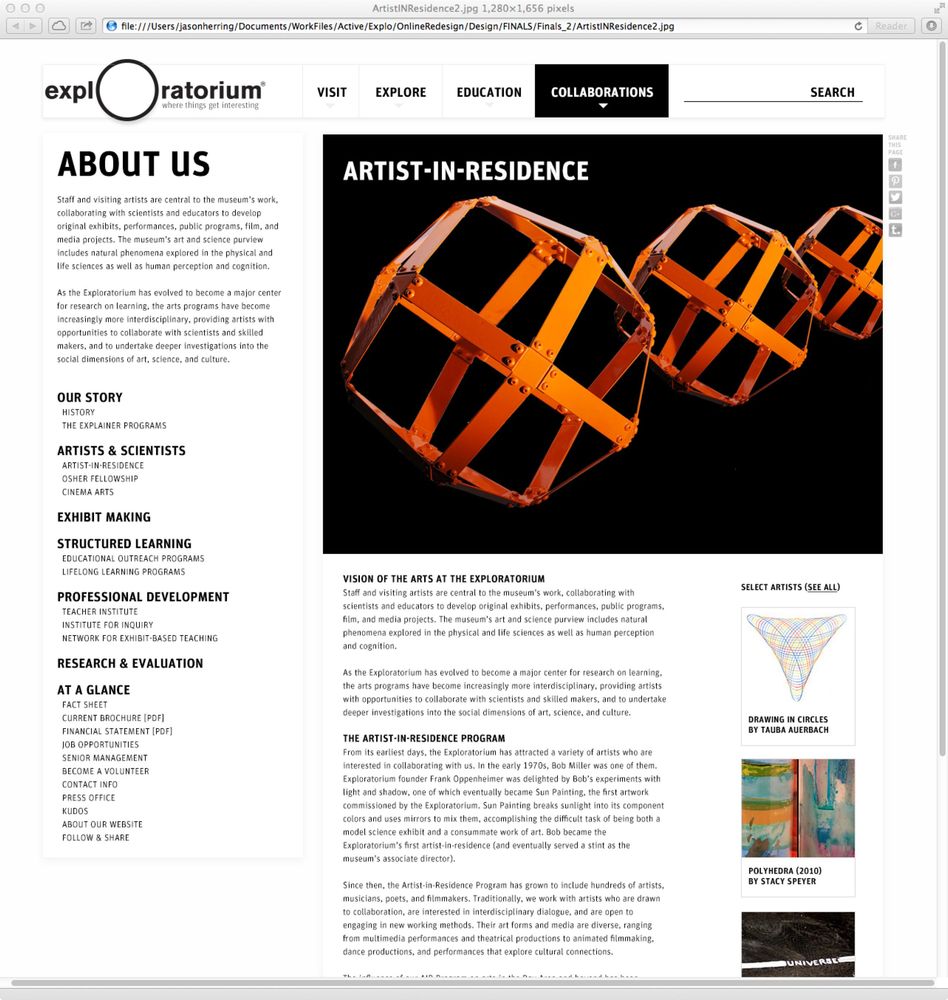 ArtistINResidence2.jpg 1,280×1,656 pixels
file:///Users/jasonherring/Documents/WorkFiles/Active/Explo/OnlineRedesign/Design/FINALS/Finals_2/ArtistINResidence2.jpg
Reader
expl ratorium®
where things get interesting
VISIT
EXPLORE
EDUCATION
COLLABORATIONS
SEARCH
ABOUT US
Staff and visiting artists are central to the museum's work,
collaborating with scientists and educators to develop
original exhibits, performances, public programs, film, and
media projects. The museum's art and science purview
includes natural phenomena explored in the physical and
life sciences as well as human perception and cognition.
As the Exploratorium has evolved to become a major center
for research on learning, the arts programs have become
increasingly more interdisciplinary, providing artists with
opportunities to collaborate with scientists and skilled
makers, and to undertake deeper investigations into the
social dimensions of art, science, and culture.
OUR STORY
HISTORY
THE EXPLAINER PROGRAMS
ARTISTS & SCIENTISTS
ARTIST-IN-RESIDENCE
OSHER FELLOWSHIP
CINEMA ARTS
EXHIBIT MAKING
STRUCTURED LEARNING
EDUCATIONAL OUTREACH PROGRAMS
LIFELONG LEARNING PROGRAMS
PROFESSIONAL DEVELOPMENT
TEACHER INSTITUTE
INSTITUTE FOR INQUIRY
NETWORK FOR EXHIBIT-BASED TEACHING
RESEARCH & EVALUATION
AT A GLANCE
FACT SHEET
CURRENT BROCHURE [PDF]
FINANCIAL STATEMENT [PDF]
JOB OPPORTUNITIES
SENIOR MANAGEMENT
BECOME A VOLUNTEER
CONTACT INFO
PRESS OFFICE
KUDOS
ABOUT OUR WEBSITE
FOLLOW & SHARE
ARTIST-IN-RESIDENCE
SHARE
THIS
PAGE
VISION OF THE ARTS AT THE EXPLORATORIUM
Staff and visiting artists are central to the museum's work, collaborating with
scientists and educators to develop original exhibits, performances, public programs,
film, and media projects. The museum's art and science purview includes natural
phenomena explored in the physical and life sciences as well as human perception
and cognition.
As the Exploratorium has evolved to become a major center for research on learning,
the arts programs have become increasingly more interdisciplinary, providing artists
with opportunities to collaborate with scientists and skilled makers, and to undertake
deeper investigations into the social dimensions of art, science, and culture.
THE ARTIST-IN-RESIDENCE PROGRAM
From its earliest days, the Exploratorium has attracted a variety of artists who are
interested in collaborating with us. In the early 1970s, Bob Miller was one of them.
Exploratorium founder Frank Oppenheimer was delighted by Bob's experiments with
light and shadow, one of which eventually became Sun Painting, the first artwork
commissioned by the Exploratorium. Sun Painting breaks sunlight into its component
colors and uses mirrors to mix them, accomplishing the difficult task of being both a
model science exhibit and a consummate work of art. Bob became the
Exploratorium's first artist-in-residence (and eventually served a stint as the
museum's associate director).
Since then, the Artist-in-Residence Program has grown to include hundreds of artists,
musicians, poets, and filmmakers. Traditionally, we work with artists who are drawn
to collaboration, are interested in interdisciplinary dialogue, and are open to
engaging in new working methods. Their art forms and media are diverse, ranging
from multimedia performances and theatrical productions to animated filmmaking,
dance productions, and performances that explore cultural connections.
The influence of our AIR Program on arts in the Bay Area and beyond has been
SELECT ARTISTS (SEE ALL)
DRAWING IN CIRCLES
BY TAUBA AUERBACH
POLYHEDRA (2010)
BY STACY SPEYER
UNIVERSE